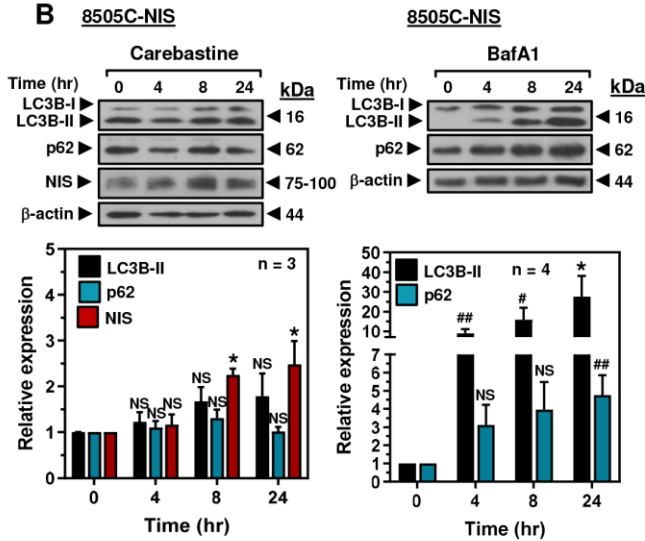 B
8505C-NIS
Carebastine
Time (hr) 0 4 8 24 kDa
LC3B-I
LC3B-II 16
p62 62
NIS 75-100
β-actin 44
8505C-NIS
BafA1
Time (hr) 0 4 8 24 kDa
LC3B-I
LC3B-II 16
p62 62
β-actin 44
Relative expression
5
4
3
2
1
0
LC3B-II
p62
NIS
n = 3
NS NS NS
NS NS *
NS NS *
0 4 8 24
Time (hr)
Relative expression
50
40
30
20
10
7
6
5
4
3
2
1
0
LC3B-II
p62
n = 4
## NS
# NS
* ##
0 4 8 24
Time (hr)